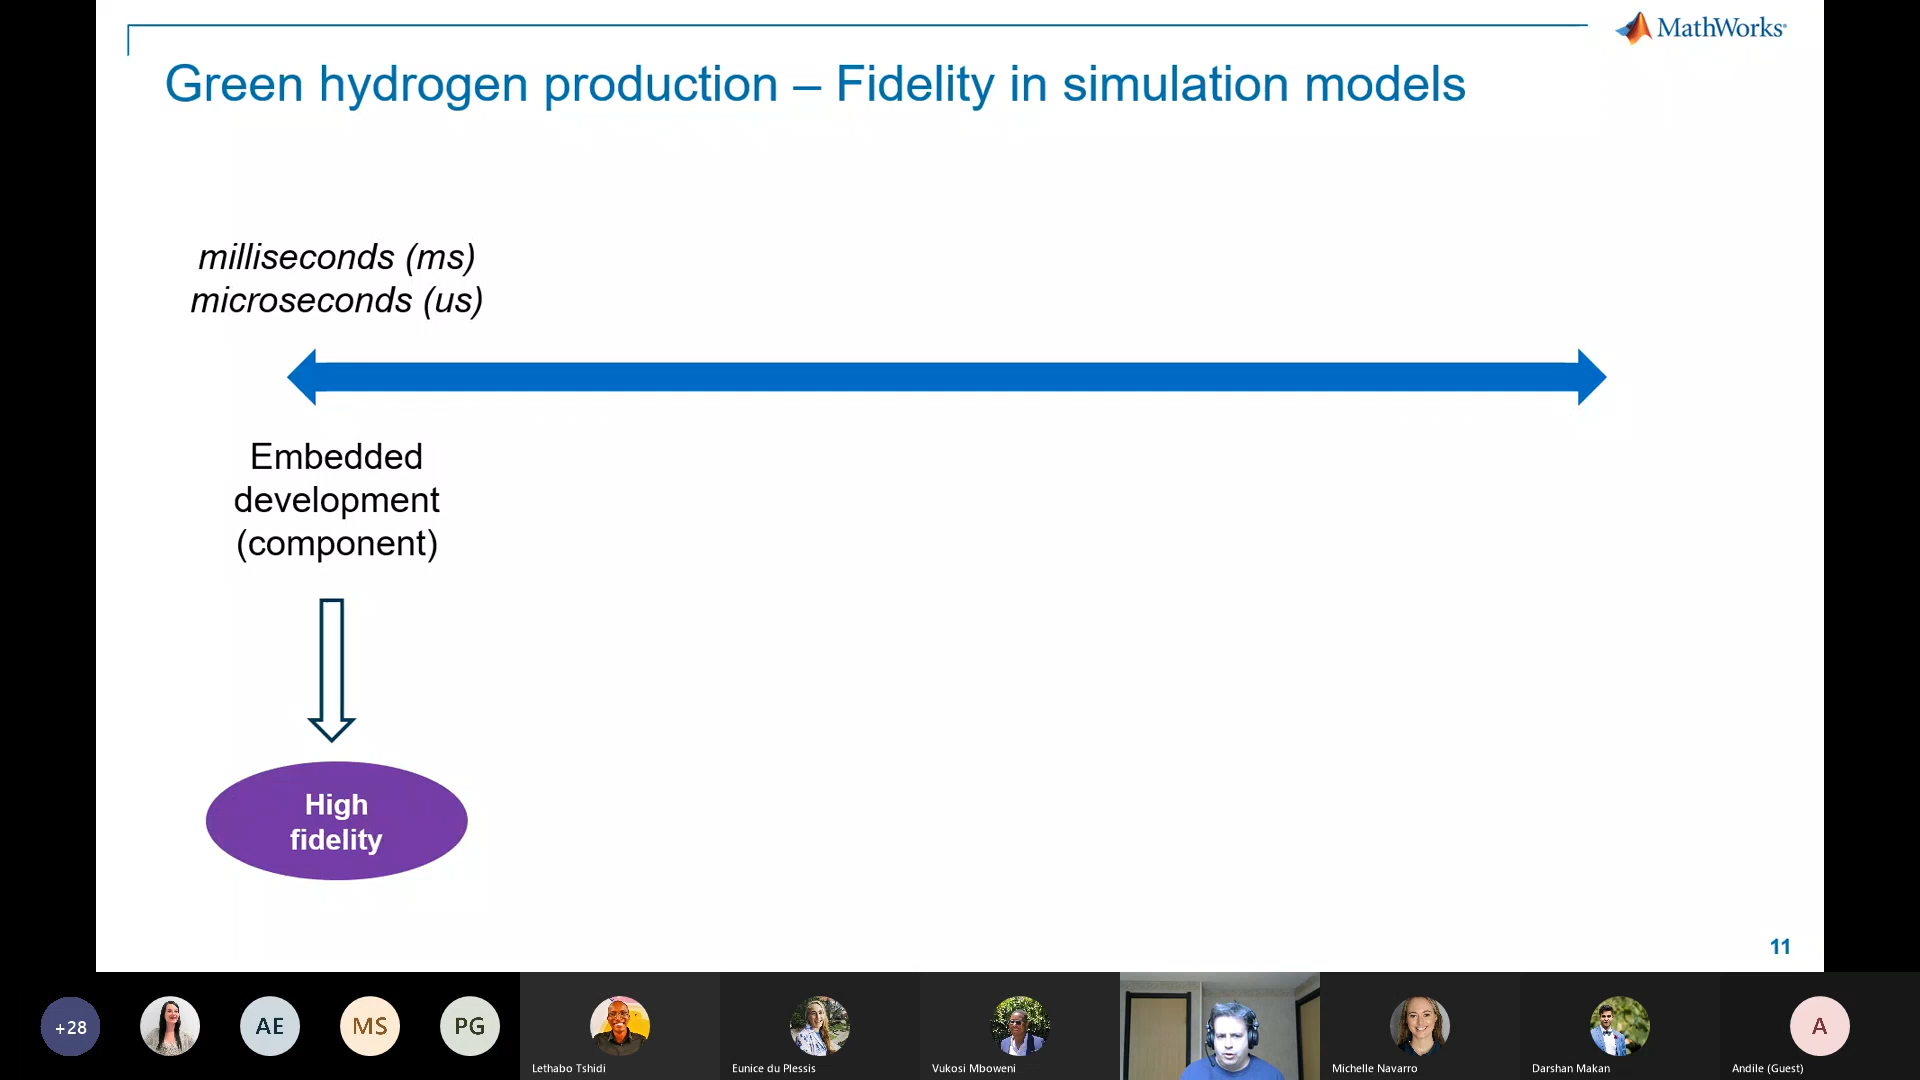 MathWorks®
Green hydrogen production – Fidelity in simulation models
milliseconds (ms)
microseconds (us)
Embedded
development
(component)
High
fidelity
11
+28
AE
MS
PG
A
Lethabo Tshidi
Eunice du Plessis
Vukosi Mboweni
Michelle Navarro
Darshan Makan
Andile (Guest)